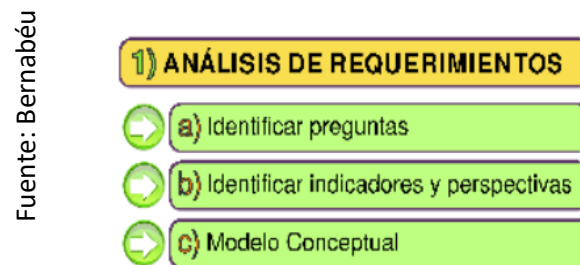 Fuente: Bernabéu
1) ANÁLISIS DE REQUERIMIENTOS
a) Identificar preguntas
b) Identificar indicadores y perspectivas
c) Modelo Conceptual